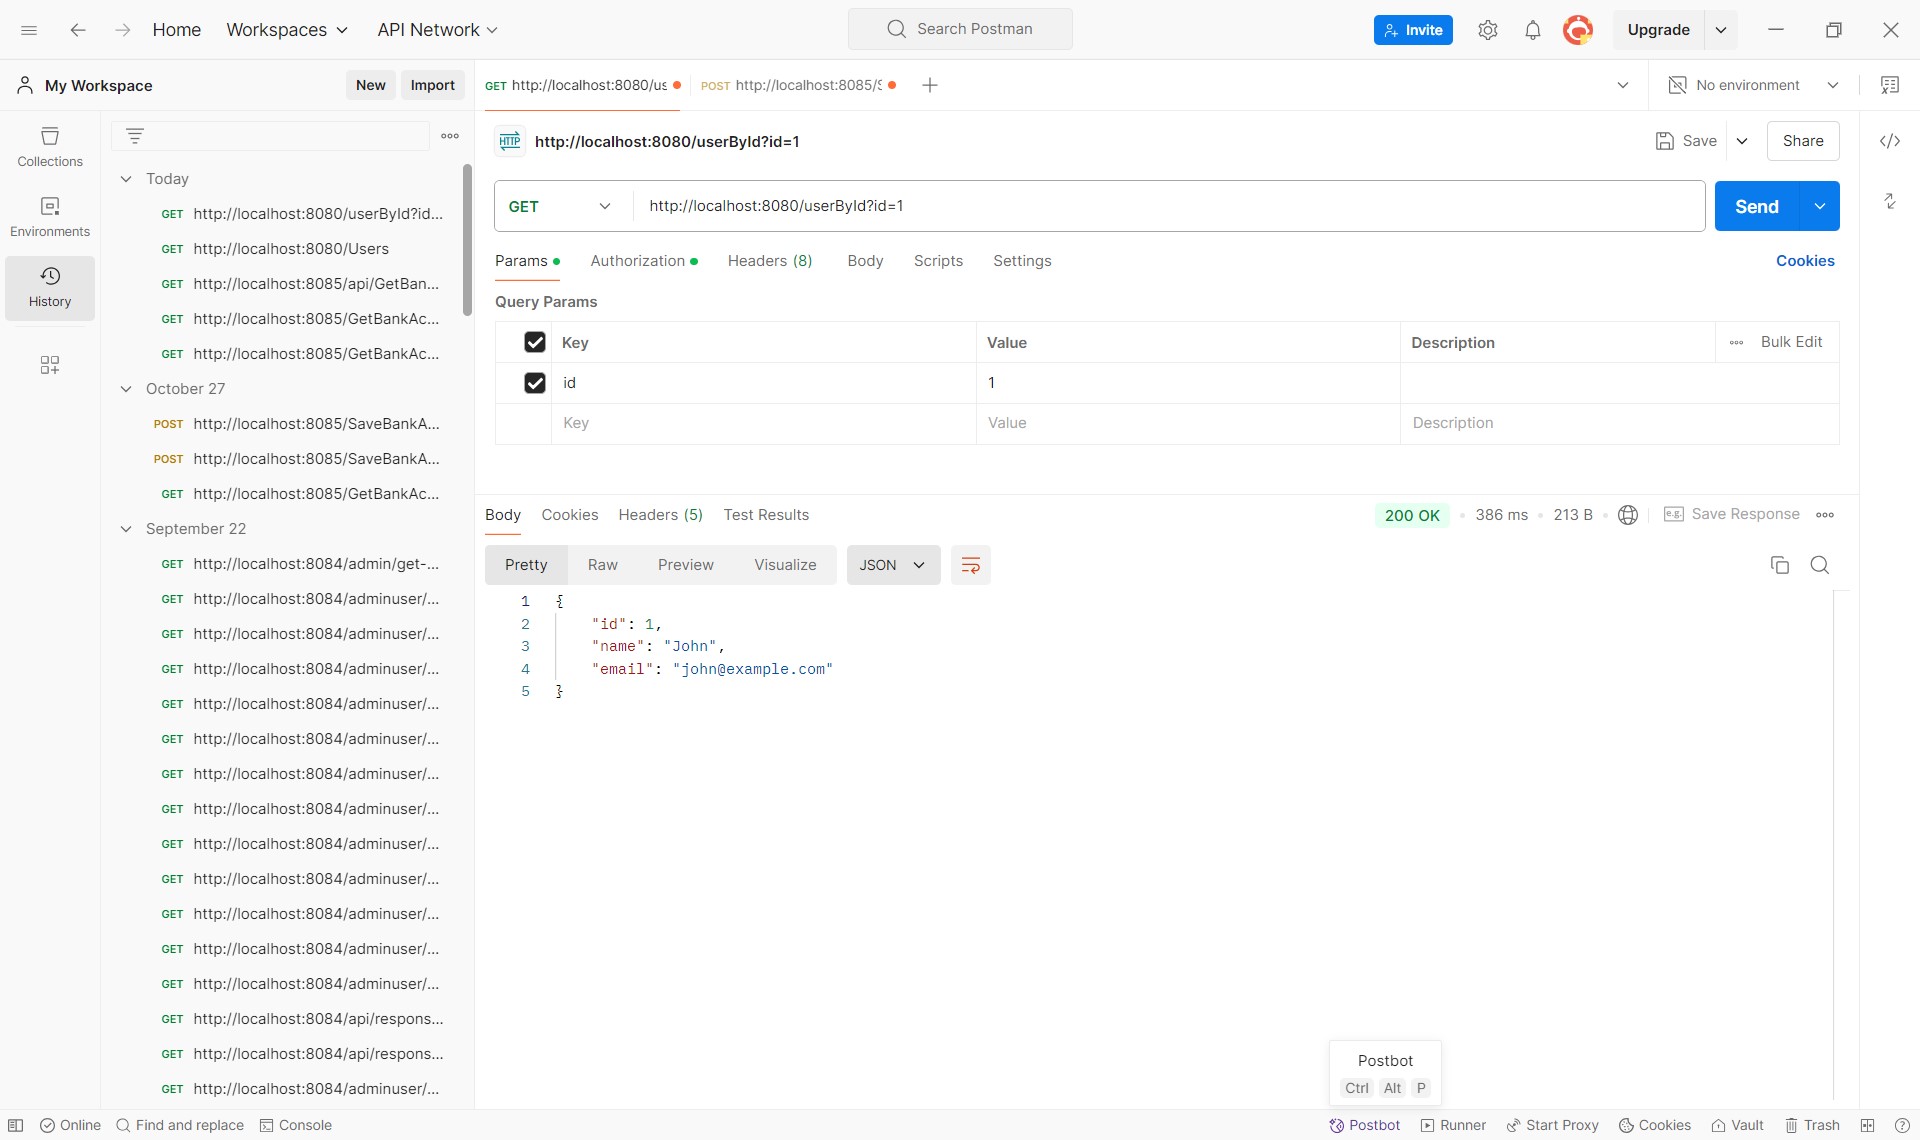 Home
Workspaces
API Network
Search Postman
Invite
Upgrade
My Workspace
New
Import
GET http://localhost:8080/us
POST http://localhost:8085/S
No environment
Collections
Environments
History
Today
GET http://localhost:8080/userById?id...
GET http://localhost:8080/Users
GET http://localhost:8085/api/GetBan...
GET http://localhost:8085/GetBankAc...
GET http://localhost:8085/GetBankAc...
October 27
POST http://localhost:8085/SaveBankA...
POST http://localhost:8085/SaveBankA...
GET http://localhost:8085/GetBankAc...
September 22
GET http://localhost:8084/admin/get-...
GET http://localhost:8084/adminuser/...
GET http://localhost:8084/adminuser/...
GET http://localhost:8084/adminuser/...
GET http://localhost:8084/adminuser/...
GET http://localhost:8084/adminuser/...
GET http://localhost:8084/adminuser/...
GET http://localhost:8084/adminuser/...
GET http://localhost:8084/adminuser/...
GET http://localhost:8084/adminuser/...
GET http://localhost:8084/adminuser/...
GET http://localhost:8084/adminuser/...
GET http://localhost:8084/adminuser/...
GET http://localhost:8084/api/respons...
GET http://localhost:8084/api/respons...
GET http://localhost:8084/adminuser/...
HTTP http://localhost:8080/userById?id=1
Save
Share
GET http://localhost:8080/userById?id=1
Send
Params Authorization Headers (8) Body Scripts Settings
Cookies
Query Params
Key Value Description Bulk Edit
id 1
Key Value Description
Body Cookies Headers (5) Test Results
200 OK 386 ms 213 B
e.g. Save Response
Pretty Raw Preview Visualize JSON
1 {
2 "id": 1,
3 "name": "John",
4 "email": "john@example.com"
5 }
Postbot
Ctrl Alt P
Online
Find and replace
Console
Postbot
Runner
Start Proxy
Cookies
Vault
Trash